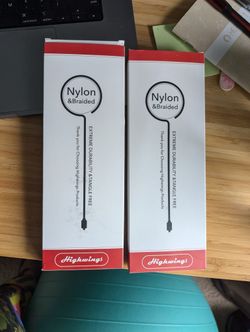 Nylon
&Braided
EXTREME DURABILITY &TANGLE FREE
Thank you for Choosing Highwings Products
Highwings
Nylon
&Braided
EXTREME DURABILITY &TANGLE FREE
Thank you for Choosing Highwings Products
Highwings